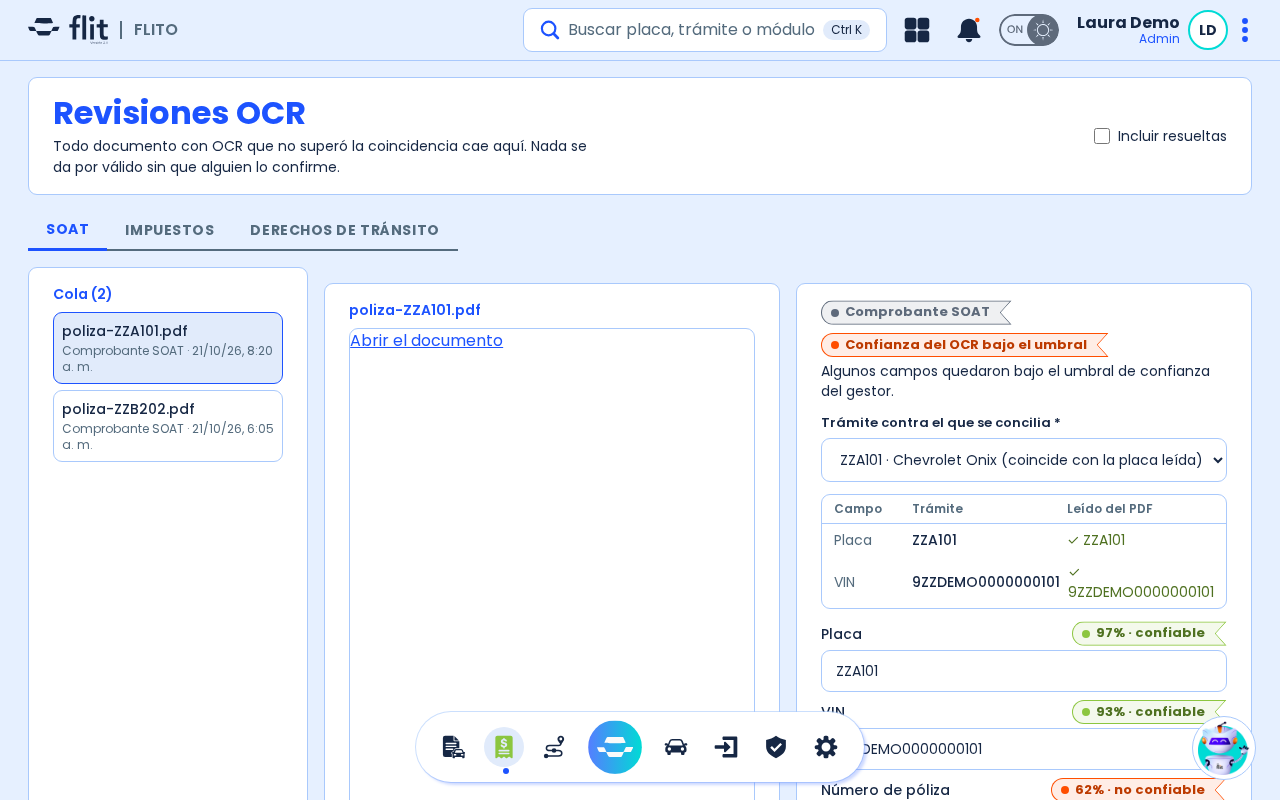 flit
FLITO
Buscar placa, trámite o módulo
Ctrl K
ON
Laura Demo
Admin
LD
Revisiones OCR
Todo documento con OCR que no superó la coincidencia cae aquí. Nada se
da por válido sin que alguien lo confirme.
Incluir resueltas
SOAT
IMPUESTOS
DERECHOS DE TRÁNSITO
Cola (2)
poliza-ZZA101.pdf
Comprobante SOAT · 21/10/26, 8:20
a. m.
poliza-ZZB202.pdf
Comprobante SOAT · 21/10/26, 6:05
a. m.
poliza-ZZA101.pdf
Abrir el documento
Comprobante SOAT
Confianza del OCR bajo el umbral
Algunos campos quedaron bajo el umbral de confianza
del gestor.
Trámite contra el que se concilia *
ZZA101 · Chevrolet Onix (coincide con la placa leída)
Campo Trámite Leído del PDF
Placa ZZA101 ✓ ZZA101
VIN 9ZZDEMO0000000101 ✓
9ZZDEMO0000000101
Placa
97% · confiable
ZZA101
VIN
93% · confiable
DEMO0000000101
Número de póliza
62% · no confiable